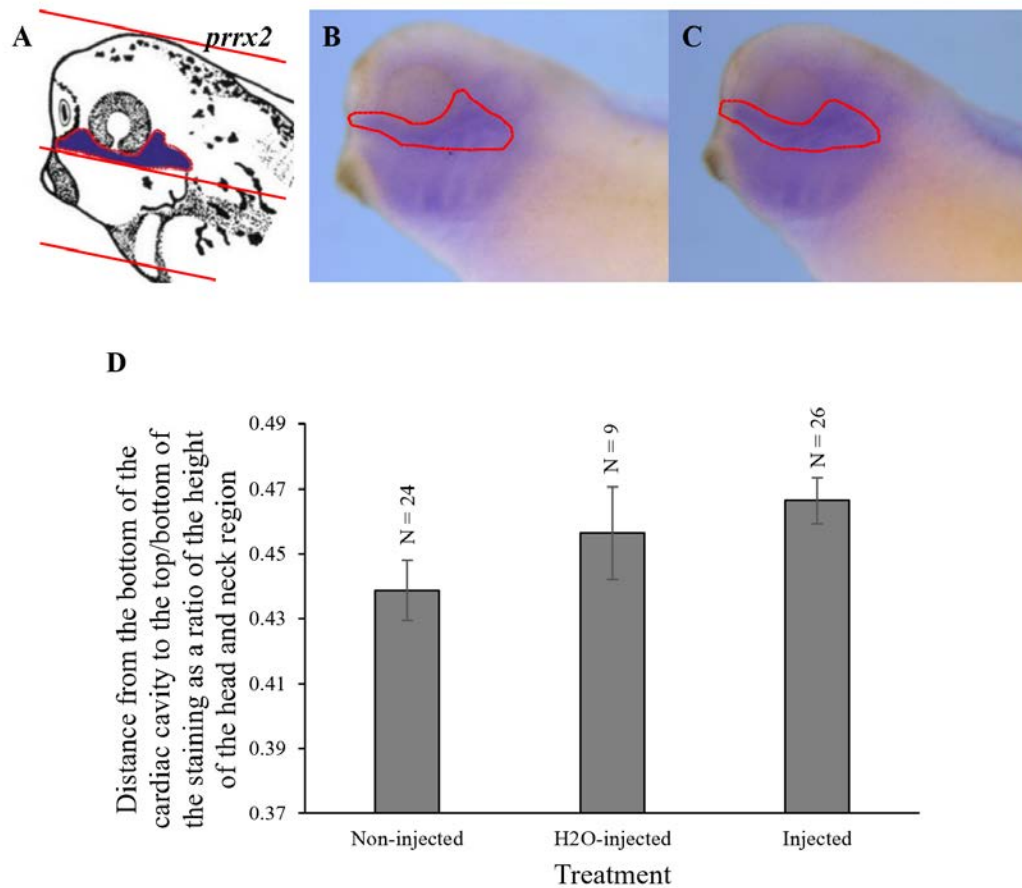 A
prrx2
B
C
D
Distance from the bottom of the
cardiac cavity to the top/bottom of
the staining as a ratio of the height
of the head and neck region
0.49
0.47
0.45
0.43
0.41
0.39
0.37
N = 24
N = 9
N = 26
Non-injected
H2O-injected
Injected
Treatment